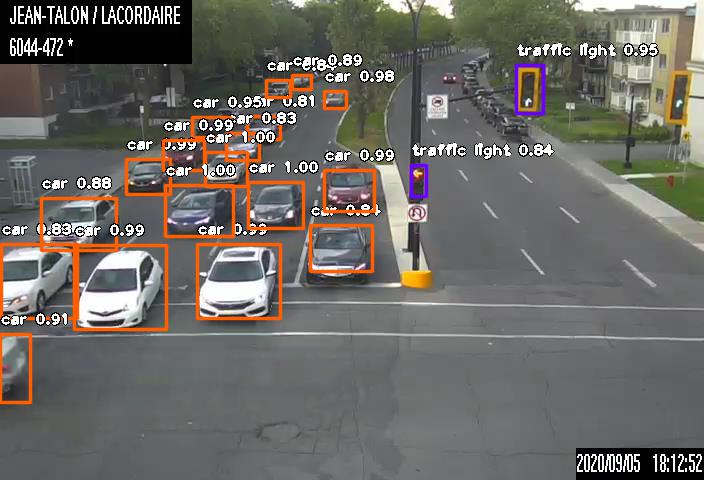 JEAN-TALON / LACORDAIRE
6044-472 *
traffic light 0.95
car 0.89
car 0.84
car 0.98
car 0.95
0.81
car 0.83
car 0.99
car 1.00
car 0.99
traffic light 0.84
car 1.00
car 1.00
car 0.99
car 0.88
car 0.84
car 0.83
car 0.99
car 0.99
car 0.91
2020/09/05 18:12:52